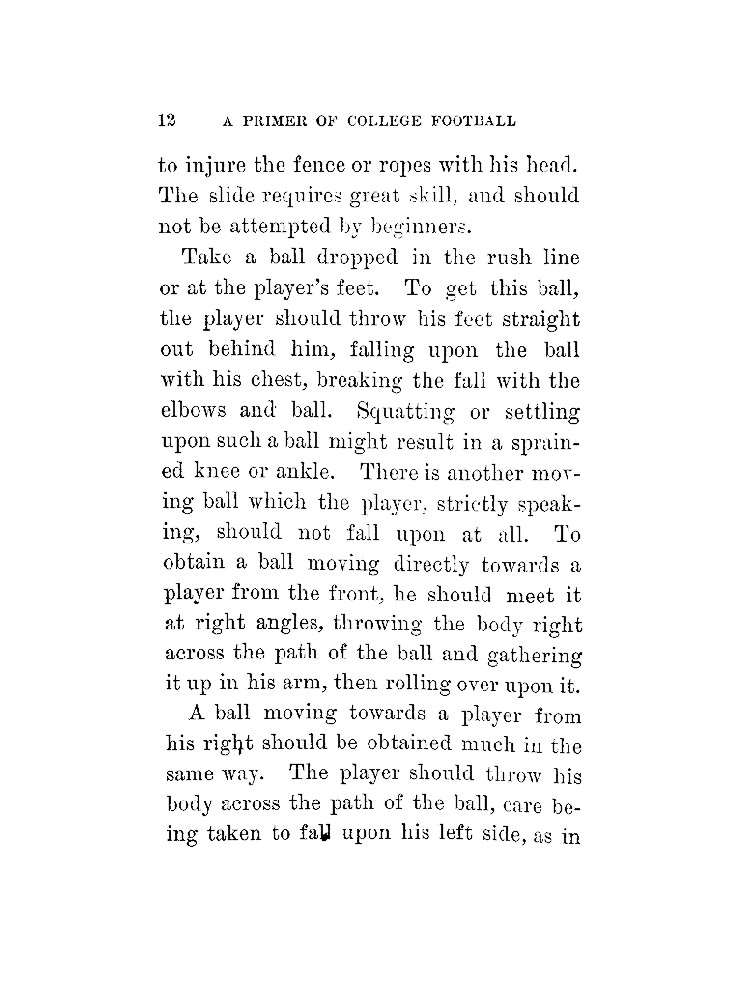 12 A PRIMER OF COLLEGE FOOTBALL
to injure the fence or ropes with his head.
The slide requires great skill, and should
not be attempted by beginners.
Take a ball dropped in the rush line
or at the player's feet. To get this ball,
the player should throw his feet straight
out behind him, falling upon the ball
with his chest, breaking the fall with the
elbows and ball. Squatting or settling
upon such a ball might result in a sprain-
ed knee or ankle. There is another mov-
ing ball which the player, strictly speak-
ing, should not fall upon at all. To
obtain a ball moving directly towards a
player from the front, he should meet it
at right angles, throwing the body right
across the path of the ball and gathering
it up in his arm, then rolling over upon it.
A ball moving towards a player from
his right should be obtained much in the
same way. The player should throw his
body across the path of the ball, care be-
ing taken to fall upon his left side, as in